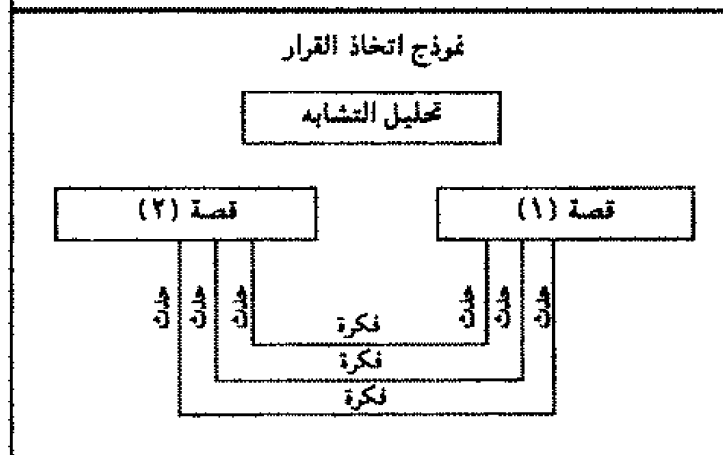 نموذج اتخاذ القرار
تحليل التشابه
قصة (١) قصة (٢)
حدث حدث حدث حدث حدث حدث
فكرة
فكرة
فكرة